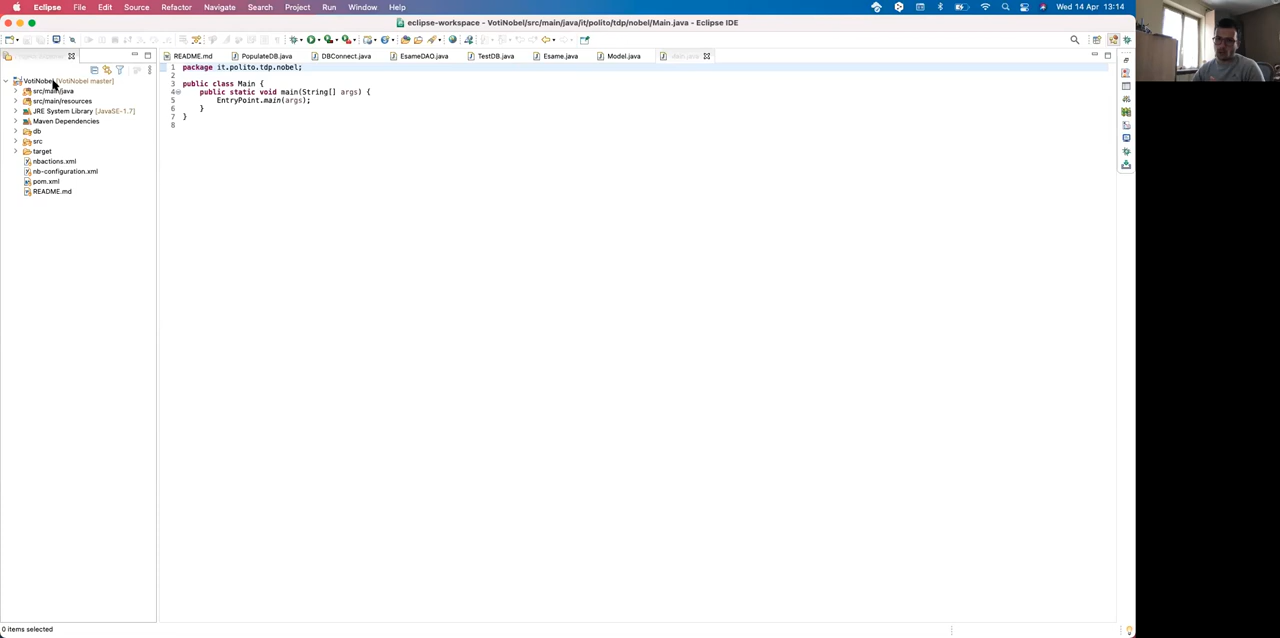 Eclipse File Edit Source Refactor Navigate Search Project Run Window Help Wed 14 Apr 13:14
eclipse-workspace - VotiNobel/src/main/java/it/polito/tdp/nobel/Main.java - Eclipse IDE
README.md PopulateDB.java DBConnect.java EsameDAO.java TestDB.java Esame.java Model.java Main.java
VotiNobel [VotiNobel master]
src/main/java
src/main/resources
JRE System Library [JavaSE-1.7]
Maven Dependencies
db
src
target
nbactions.xml
nb-configuration.xml
pom.xml
README.md
1 package it.polito.tdp.nobel;
2
3 public class Main {
4 public static void main(String[] args) {
5 EntryPoint.main(args);
6 }
7 }
8
0 items selected